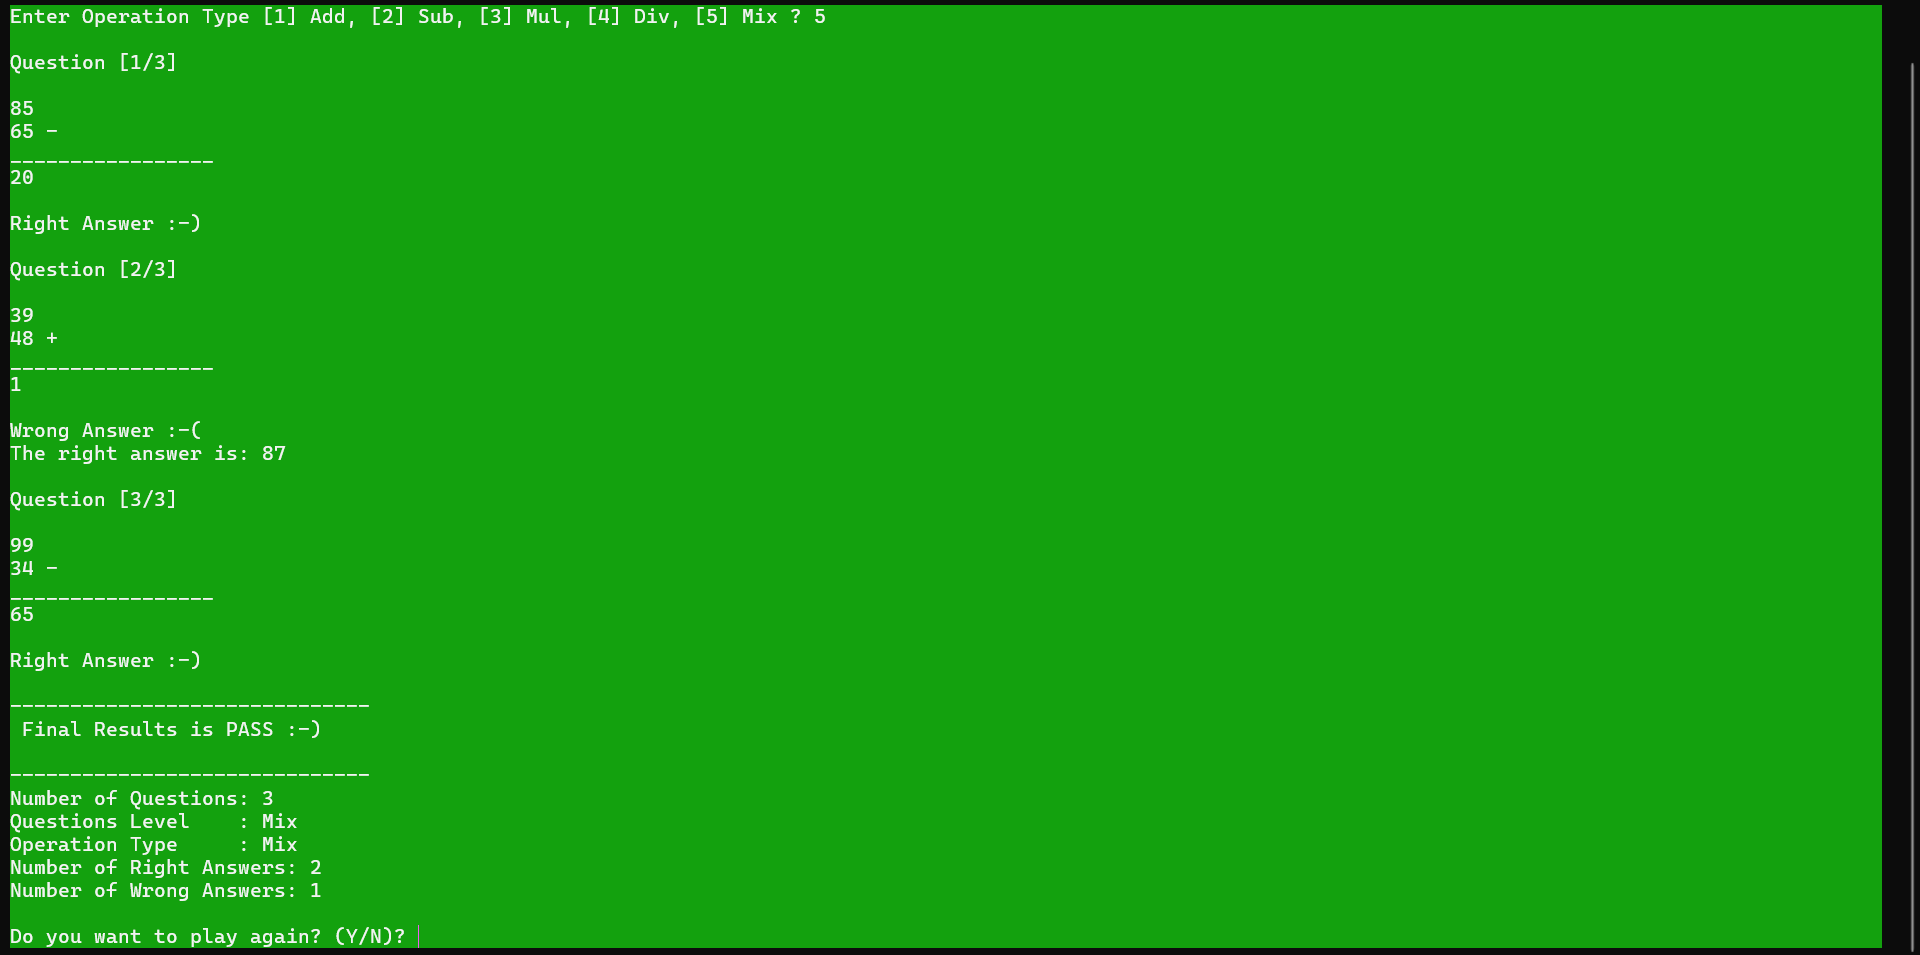 Enter Operation Type [1] Add, [2] Sub, [3] Mul, [4] Div, [5] Mix ? 5
Question [1/3]
85
65 -
_________________
20
Right Answer :-)
Question [2/3]
39
48 +
_________________
1
Wrong Answer :-(
The right answer is: 87
Question [3/3]
99
34 -
_________________
65
Right Answer :-)
______________________________
Final Results is PASS :-)
______________________________
Number of Questions: 3
Questions Level    : Mix
Operation Type     : Mix
Number of Right Answers: 2
Number of Wrong Answers: 1
Do you want to play again? (Y/N)?